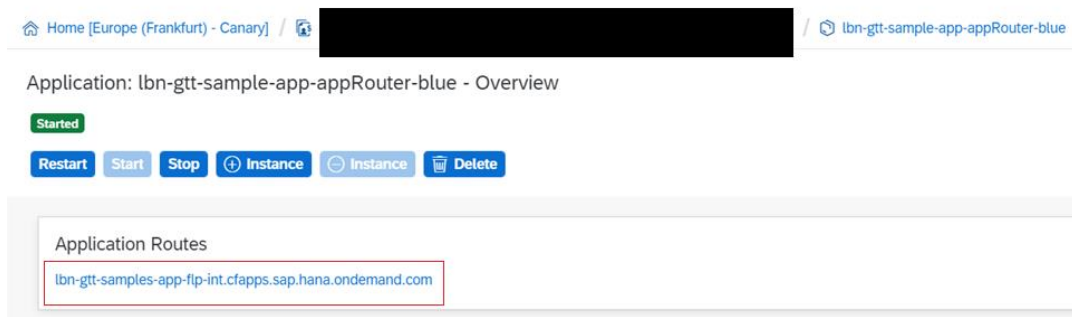 Home [Europe (Frankfurt) - Canary] / / lbn-gtt-sample-app-appRouter-blue
Application: lbn-gtt-sample-app-appRouter-blue - Overview
Started
Restart Start Stop Instance Instance Delete
Application Routes
lbn-gtt-samples-app-flp-int.cfapps.sap.hana.ondemand.com